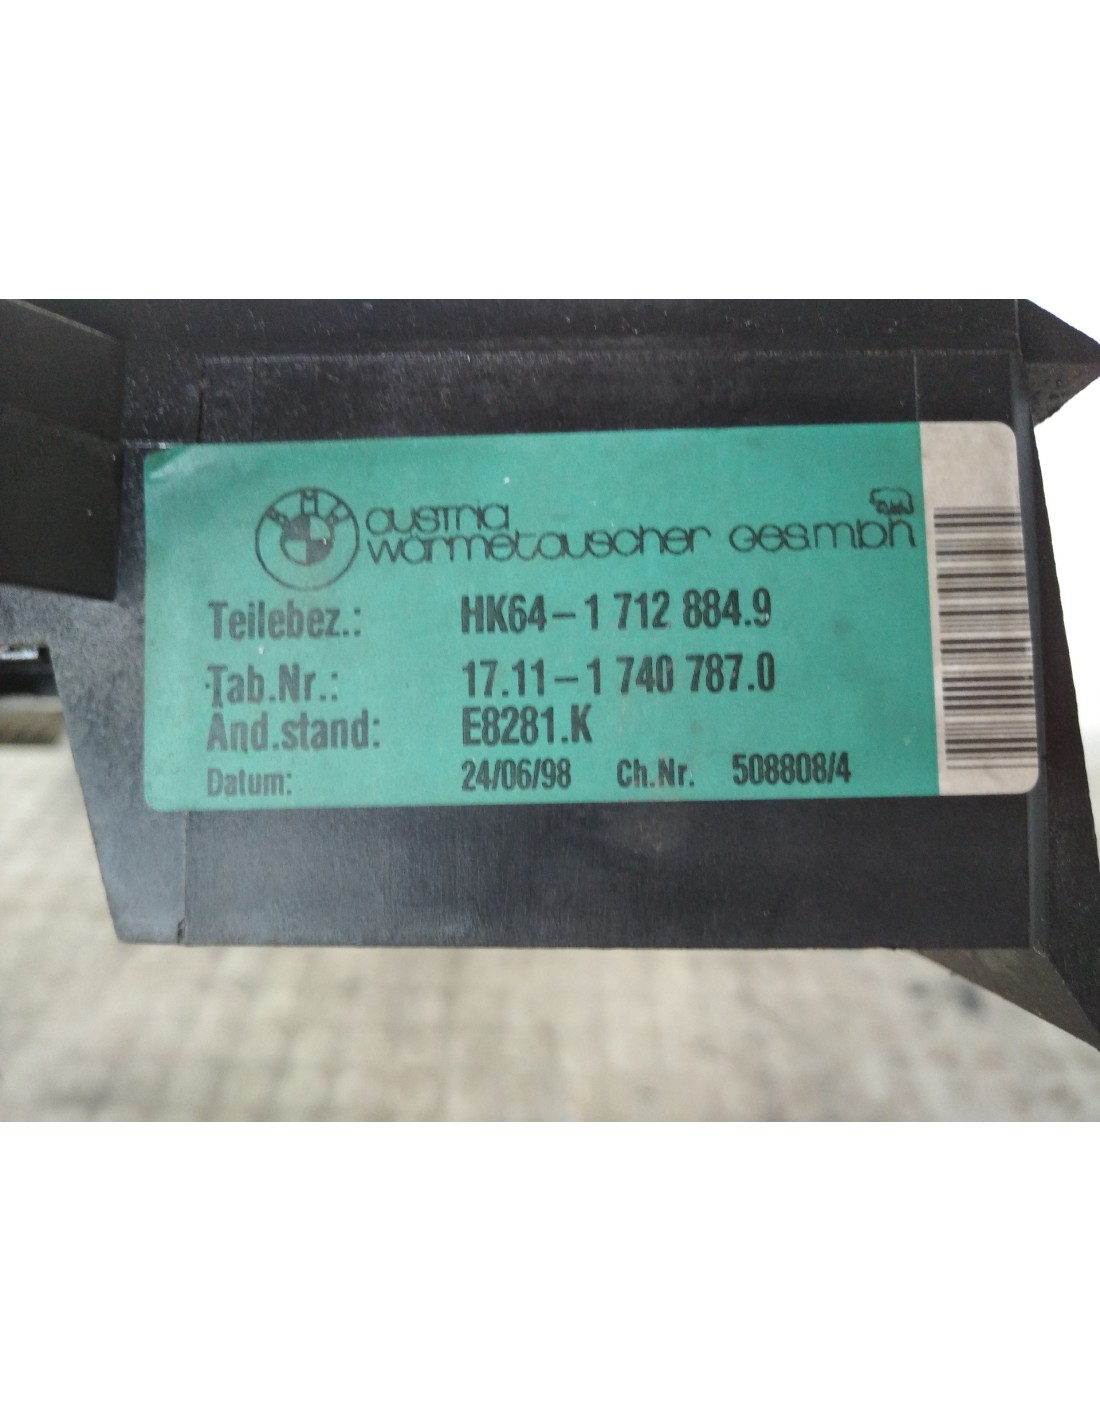 BMW
austria
wärmetauscher Ges.m.b.h
Teilebez.: HK64-1 712 884.9
Tab.Nr.: 17.11-1 740 787.0
And.stand: E8281.K
Datum: 24/06/98 Ch.Nr. 508808/4